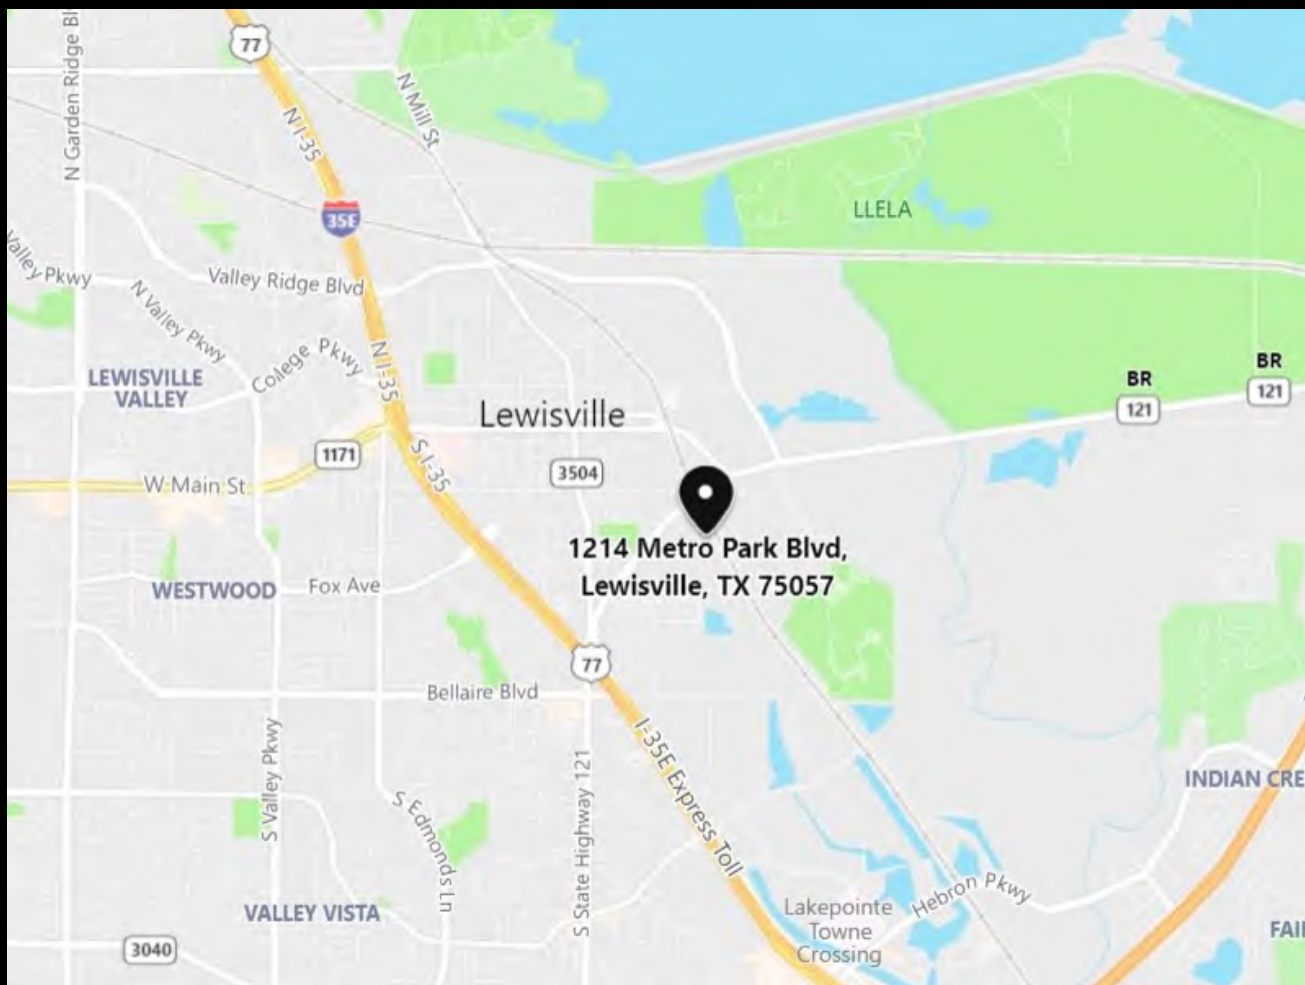 77
N Garden Ridge Bl
N Mill St
N I-35
35E
LLELA
Valley Pkwy
Valley Ridge Blvd
N Valley Pkwy
College Pkwy
N I-35
BR
121
BR
121
LEWISVILLE
VALLEY
Lewisville
1171
S I-35
3504
W Main St
1214 Metro Park Blvd,
Lewisville, TX 75057
WESTWOOD
Fox Ave
77
Bellaire Blvd
I-35E Express Toll
S Valley Pkwy
S State Highway 121
INDIAN CRE
S Edmonds Ln
Hebron Pkwy
VALLEY VISTA
Lakepointe
Towne
Crossing
FAI
3040